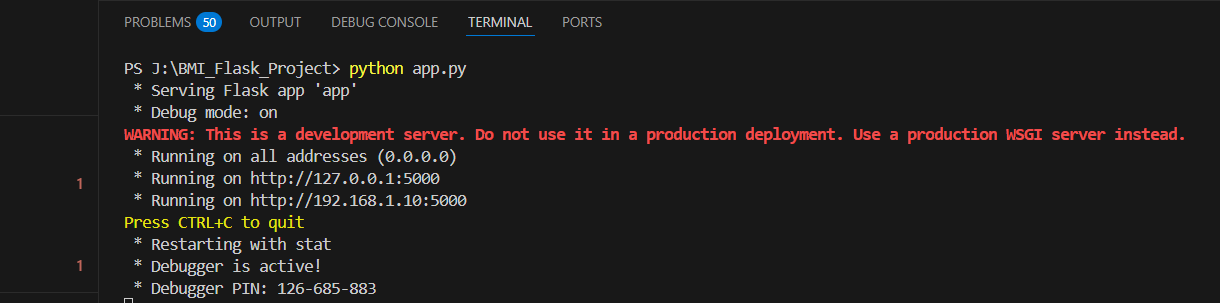 PROBLEMS 50 OUTPUT DEBUG CONSOLE TERMINAL PORTS
PS J:\BMI_Flask_Project> python app.py
* Serving Flask app 'app'
* Debug mode: on
WARNING: This is a development server. Do not use it in a production deployment. Use a production WSGI server instead.
* Running on all addresses (0.0.0.0)
* Running on http://127.0.0.1:5000
1
* Running on http://192.168.1.10:5000
Press CTRL+C to quit
* Restarting with stat
1
* Debugger is active!
* Debugger PIN: 126-685-883